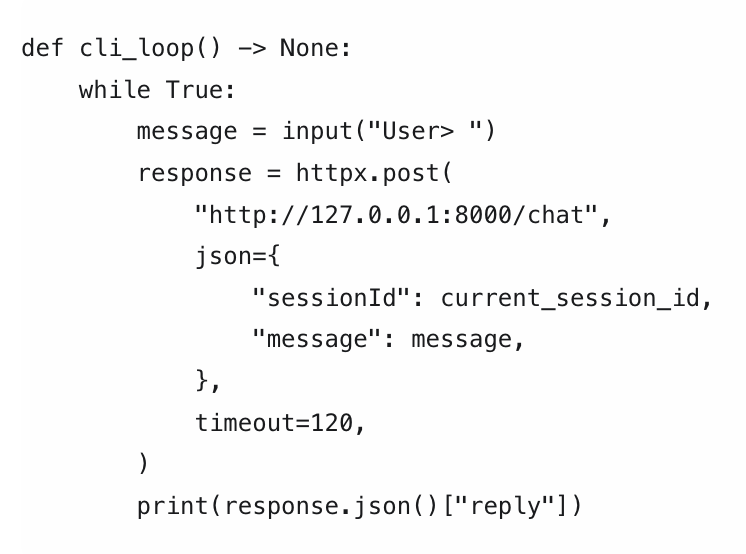 def cli_loop() -> None:
    while True:
        message = input("User> ")
        response = httpx.post(
            "http://127.0.0.1:8000/chat",
            json={
                "sessionId": current_session_id,
                "message": message,
            },
            timeout=120,
        )
        print(response.json()["reply"])